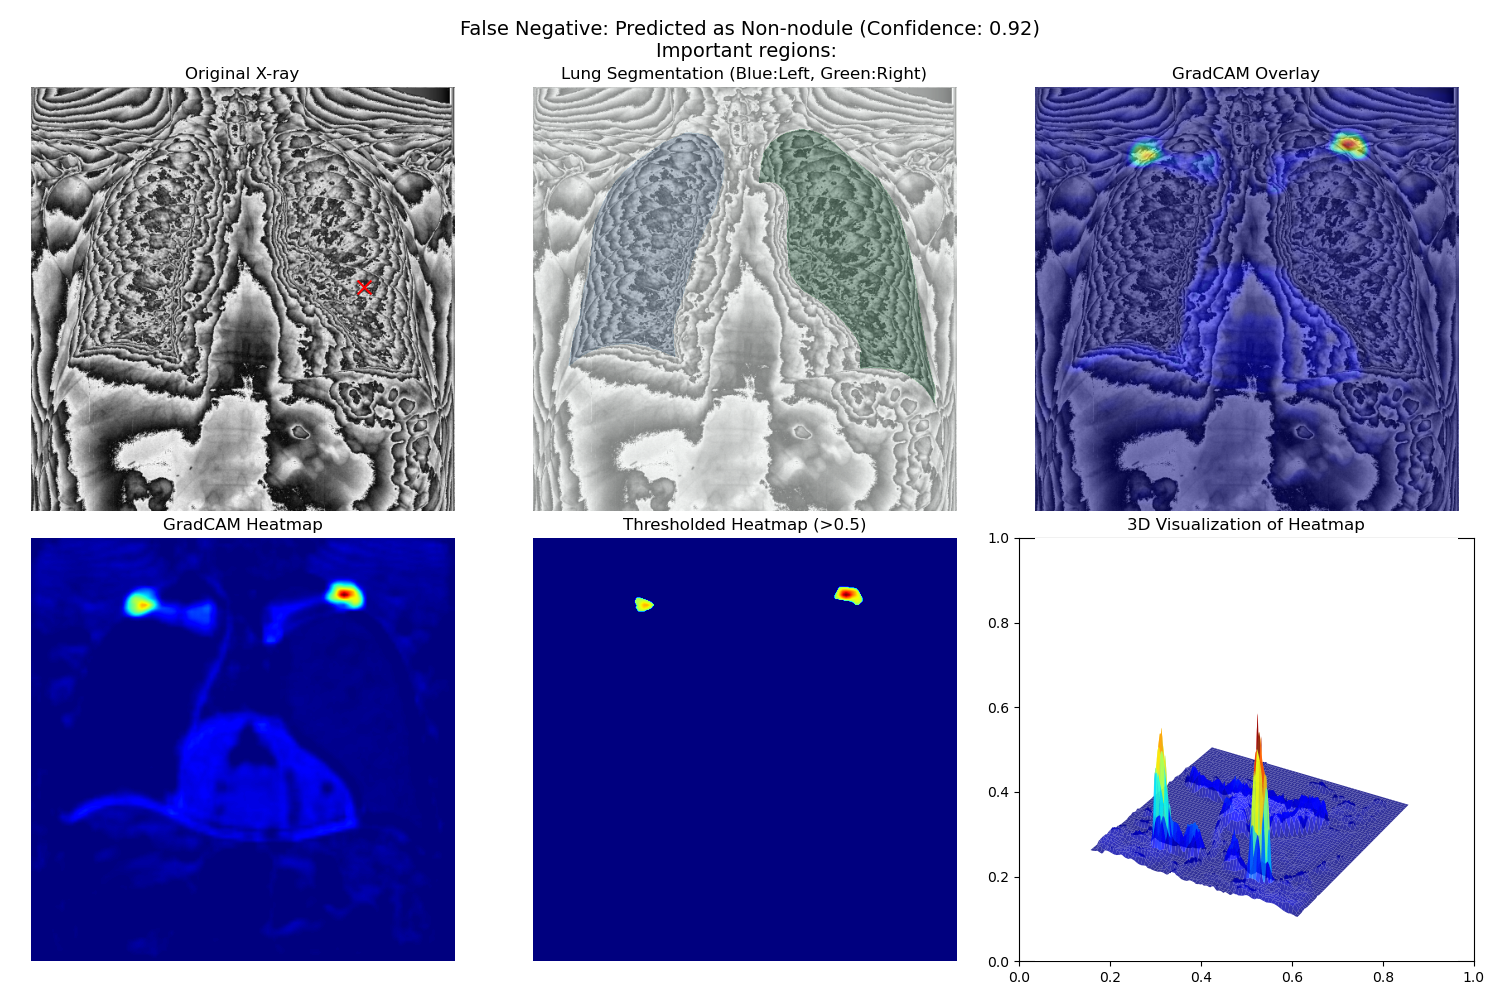 False Negative: Predicted as Non-nodule (Confidence: 0.92)
Important regions:
Original X-ray
Lung Segmentation (Blue:Left, Green:Right)
GradCAM Overlay
GradCAM Heatmap
Thresholded Heatmap (>0.5)
3D Visualization of Heatmap
1.0
0.8
0.6
0.4
0.2
0.0
0.0 0.2 0.4 0.6 0.8 1.0